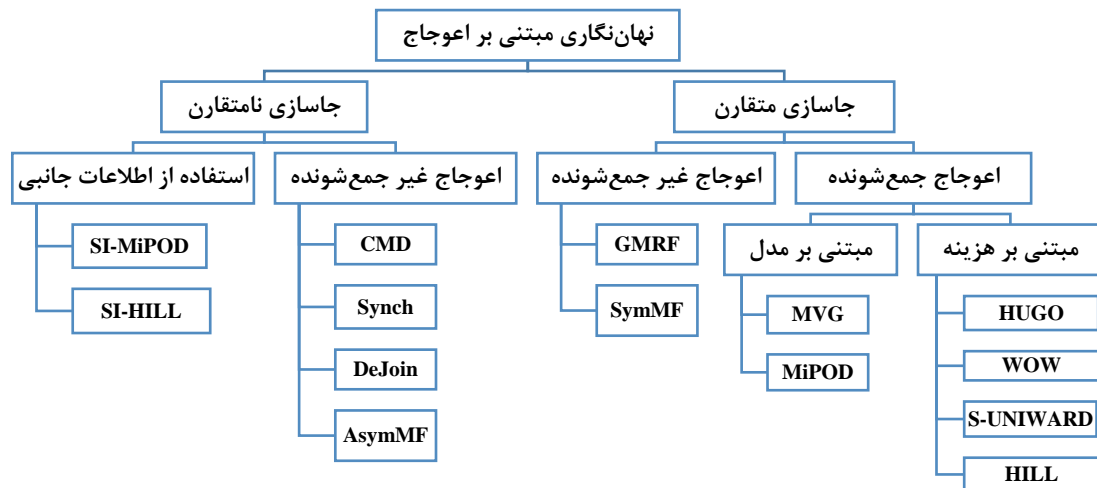 نهان‌نگاری مبتنی بر اعوجاج
جاسازی متقارن
جاسازی نامتقارن
اعوجاج جمع‌شونده
اعوجاج غیر جمع‌شونده
اعوجاج غیر جمع‌شونده
استفاده از اطلاعات جانبی
مبتنی بر هزینه
HUGO
WOW
S-UNIWARD
HILL
مبتنی بر مدل
MVG
MiPOD
GMRF
SymMF
CMD
Synch
DeJoin
AsymMF
SI-MiPOD
SI-HILL